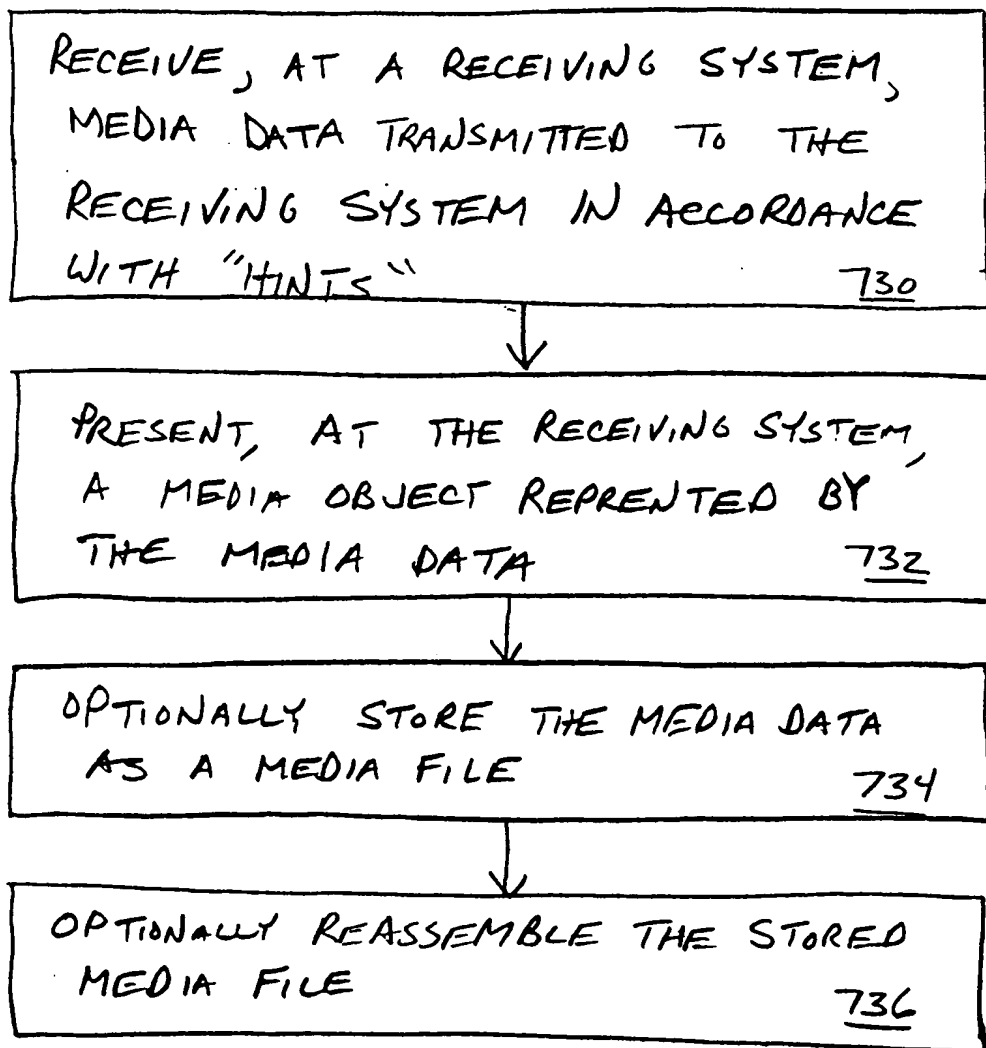 RECEIVE, AT A RECEIVING SYSTEM,
MEDIA DATA TRANSMITTED TO THE
RECEIVING SYSTEM IN ACCORDANCE
WITH "HINTS"
730
PRESENT, AT THE RECEIVING SYSTEM,
A MEDIA OBJECT REPRENTED BY
THE MEDIA DATA
732
OPTIONALLY STORE THE MEDIA DATA
AS A MEDIA FILE
734
OPTIONALLY REASSEMBLE THE STORED
MEDIA FILE
736